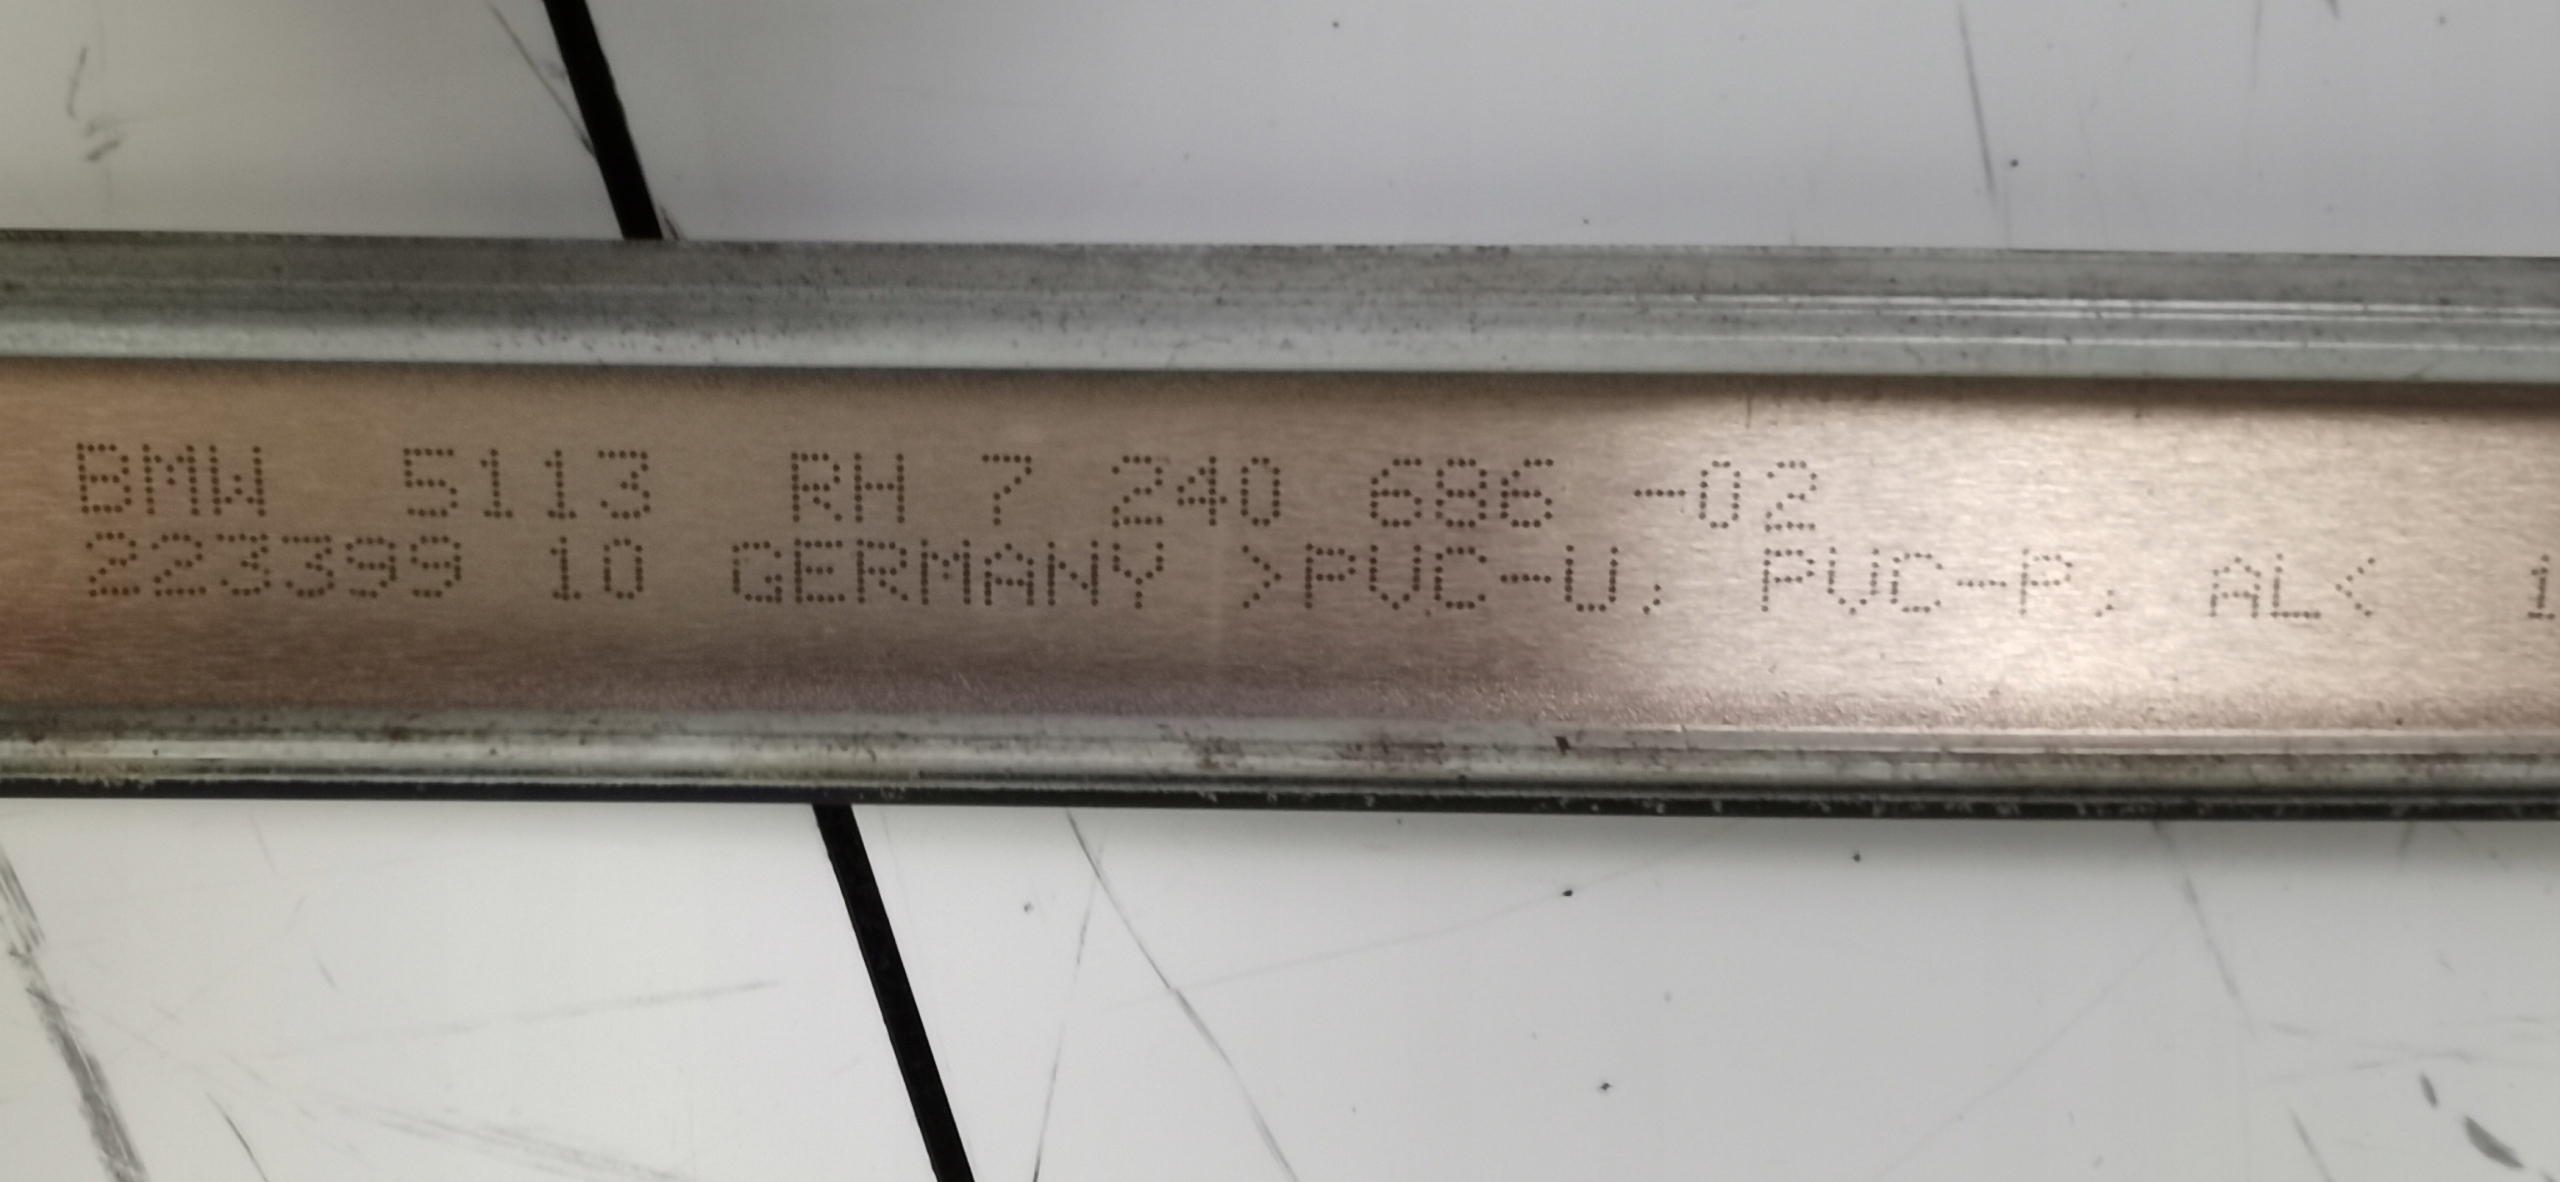 BMW 5113 RH 7 240 686 -02
223399 10 GERMANY >PVC-U, PVC-P, AL<